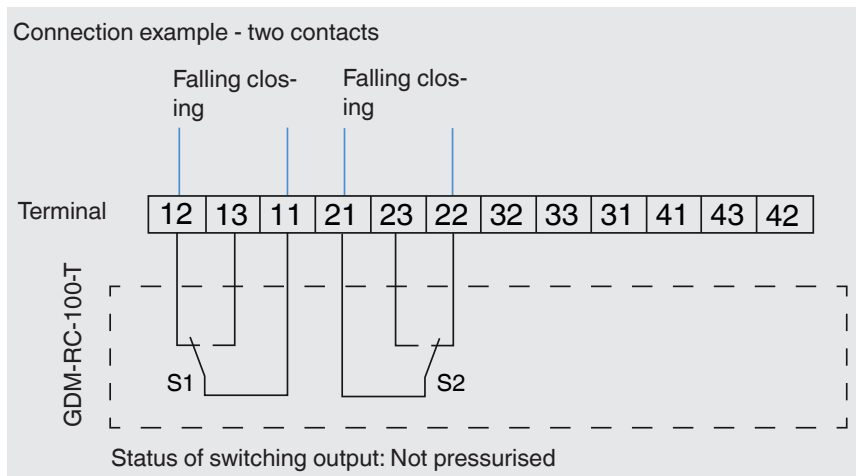 Connection example - two contacts
Falling clos-
ing
Falling clos-
ing
Terminal
12 13 11 21 23 22 32 33 31 41 43 42
GDM-RC-100-T
S1
S2
Status of switching output: Not pressurised